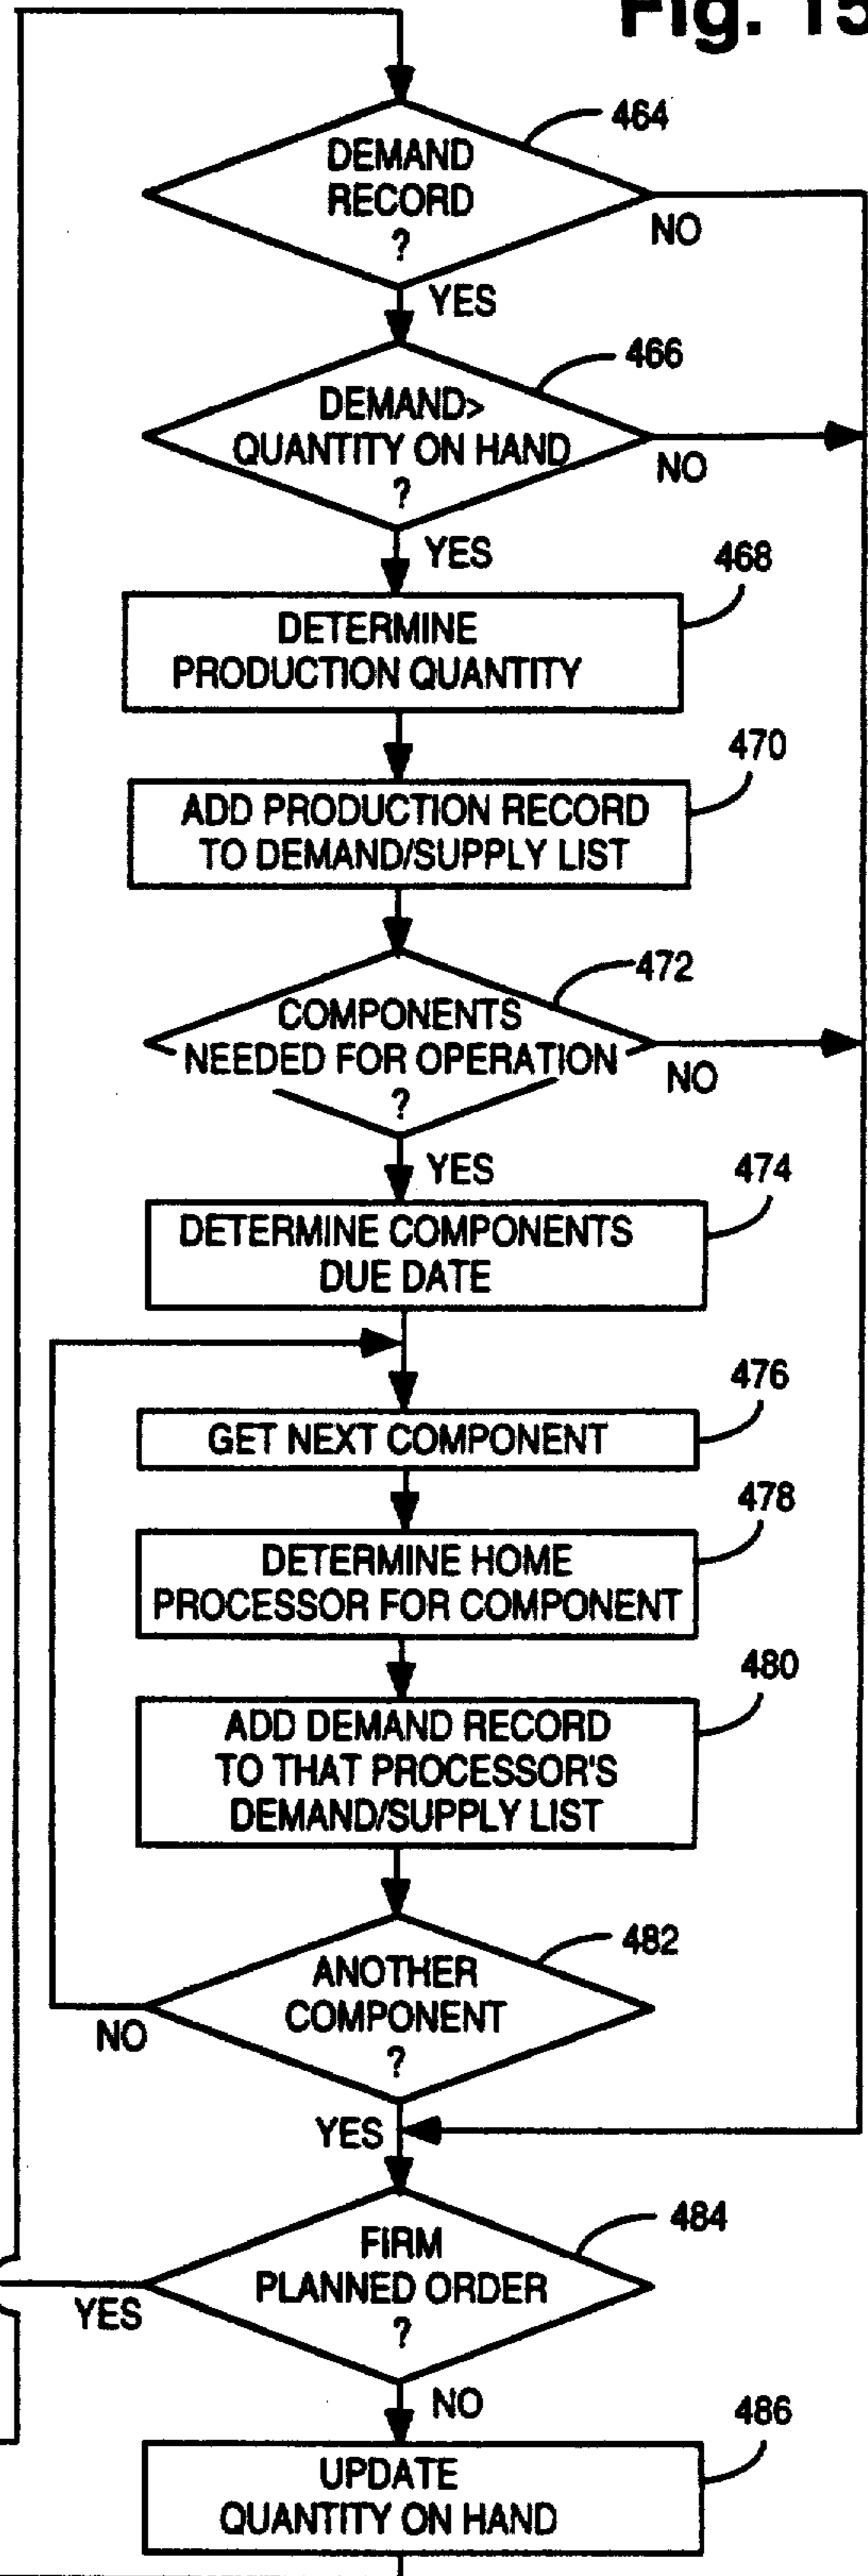 Fig. 15
464
DEMAND
RECORD
?
NO
YES
466
DEMAND>
QUANTITY ON HAND
?
NO
YES
468
DETERMINE
PRODUCTION QUANTITY
470
ADD PRODUCTION RECORD
TO DEMAND/SUPPLY LIST
472
COMPONENTS
NEEDED FOR OPERATION
?
NO
YES
474
DETERMINE COMPONENTS
DUE DATE
476
GET NEXT COMPONENT
478
DETERMINE HOME
PROCESSOR FOR COMPONENT
480
ADD DEMAND RECORD
TO THAT PROCESSOR'S
DEMAND/SUPPLY LIST
482
ANOTHER
COMPONENT
?
NO
YES
484
FIRM
PLANNED ORDER
?
YES
NO
486
UPDATE
QUANTITY ON HAND